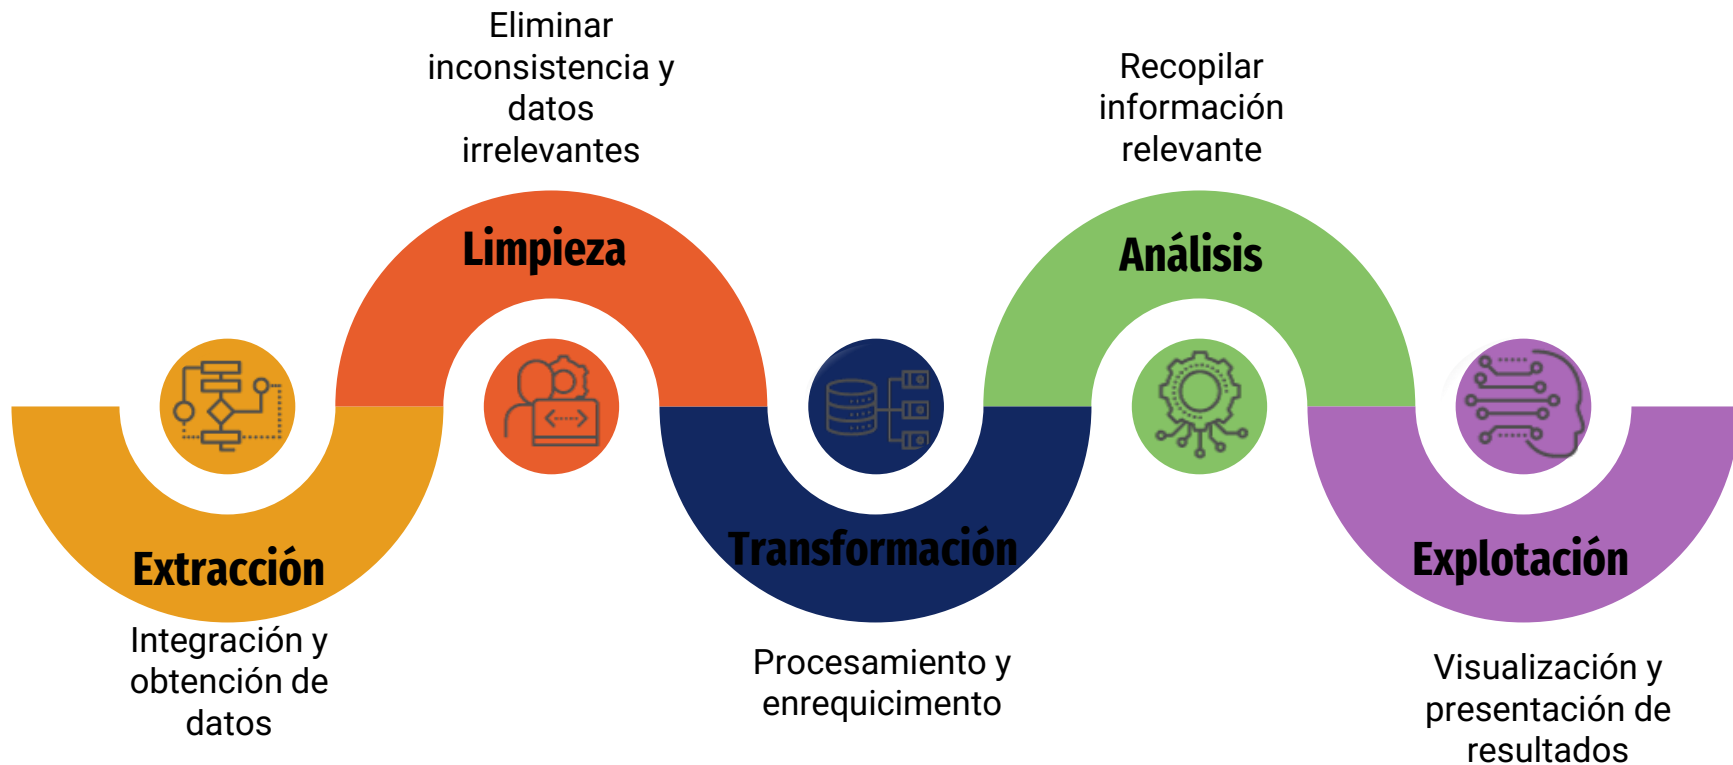 Integración y
obtención de
datos
Extracción
Eliminar
inconsistencia y
datos
irrelevantes
Limpieza
Transformación
Procesamiento y
enrequicimento
Recopilar
información
relevante
Análisis
Explotación
Visualización y
presentación de
resultados